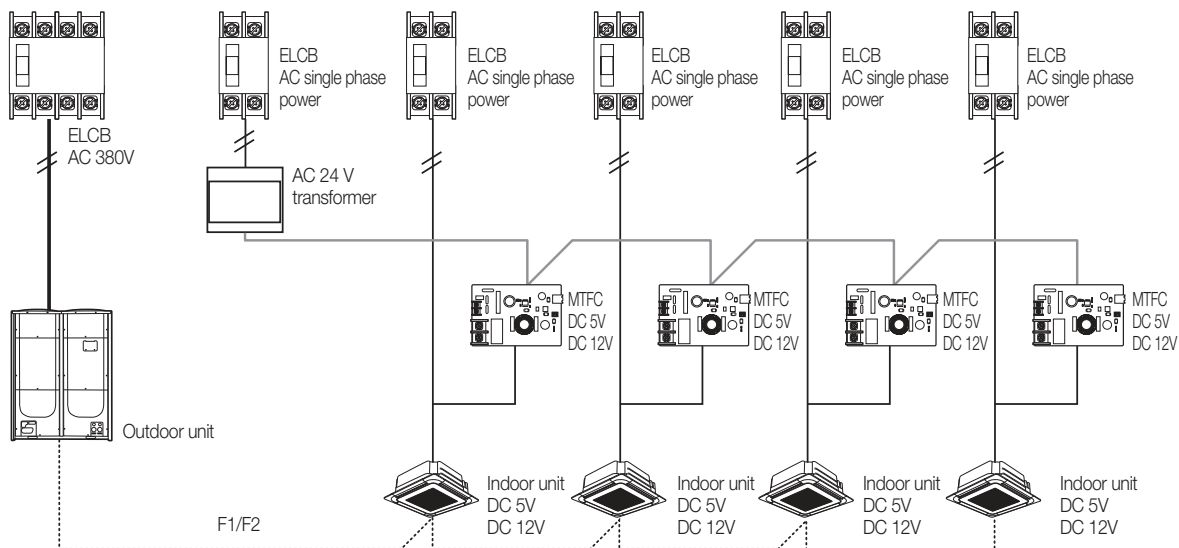 ELCB
AC 380V
ELCB
AC single phase
power
ELCB
AC single phase
power
ELCB
AC single phase
power
ELCB
AC single phase
power
ELCB
AC single phase
power
AC 24 V
transformer
MTFC
DC 5V
DC 12V
MTFC
DC 5V
DC 12V
MTFC
DC 5V
DC 12V
MTFC
DC 5V
DC 12V
Outdoor unit
Indoor unit
DC 5V
DC 12V
Indoor unit
DC 5V
DC 12V
Indoor unit
DC 5V
DC 12V
Indoor unit
DC 5V
DC 12V
F1/F2